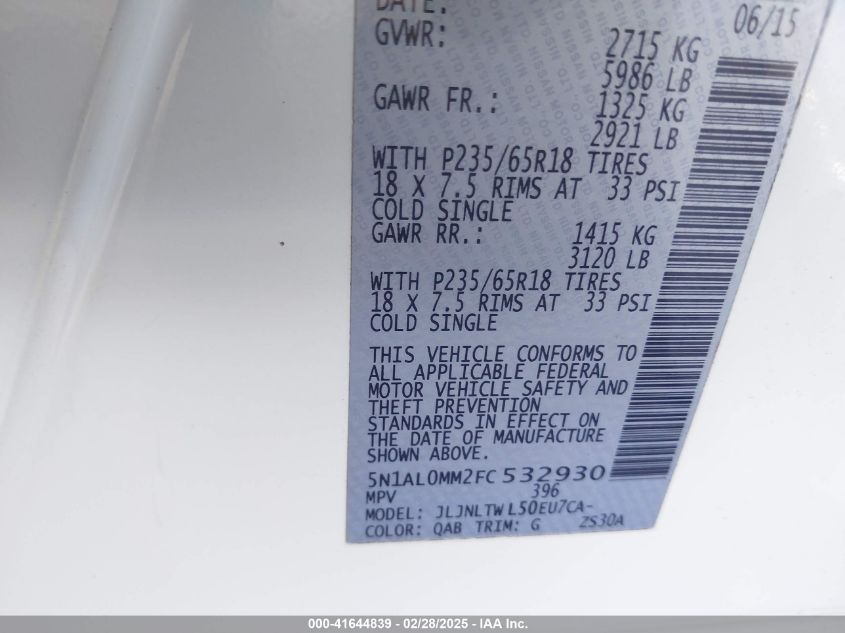 DATE: 06/15
GVWR: 2715 KG
5986 LB
GAWR FR.: 1325 KG
2921 LB
WITH P235/65R18 TIRES
18 X 7.5 RIMS AT 33 PSI
COLD SINGLE
GAWR RR.: 1415 KG
3120 LB
WITH P235/65R18 TIRES
18 X 7.5 RIMS AT 33 PSI
COLD SINGLE
THIS VEHICLE CONFORMS TO
ALL APPLICABLE FEDERAL
MOTOR VEHICLE SAFETY AND
THEFT PREVENTION
STANDARDS IN EFFECT ON
THE DATE OF MANUFACTURE
SHOWN ABOVE.
5N1AL0MM2FC532930
MPV 396
MODEL: JLJNLTWL50EU7CA-
COLOR: QAB TRIM: G ZS30A
000-41644839 - 02/28/2025 - IAA Inc.